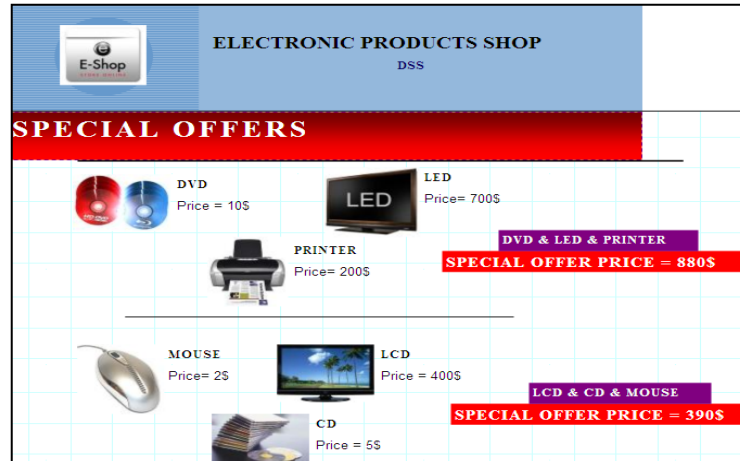 e
E-Shop
STORE ONLINE
ELECTRONIC PRODUCTS SHOP
DSS
SPECIAL OFFERS
DVD
Price = 10$
LED
LED
Price= 700$
PRINTER
Price= 200$
DVD & LED & PRINTER
SPECIAL OFFER PRICE = 880$
MOUSE
Price= 2$
LCD
Price = 400$
CD
Price = 5$
LCD & CD & MOUSE
SPECIAL OFFER PRICE = 390$